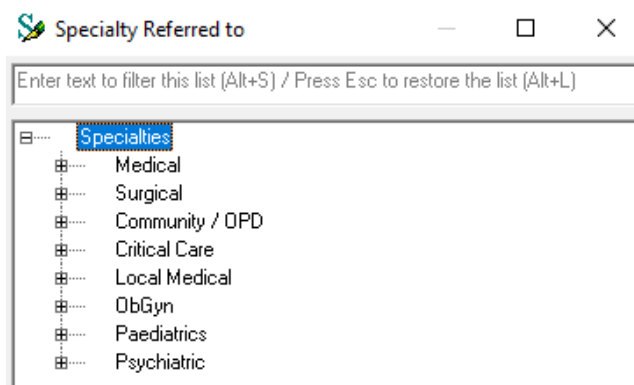 Specialty Referred to
Enter text to filter this list (Alt+S) / Press Esc to restore the list (Alt+L)
Specialties
Medical
Surgical
Community / OPD
Critical Care
Local Medical
ObGyn
Paediatrics
Psychiatric